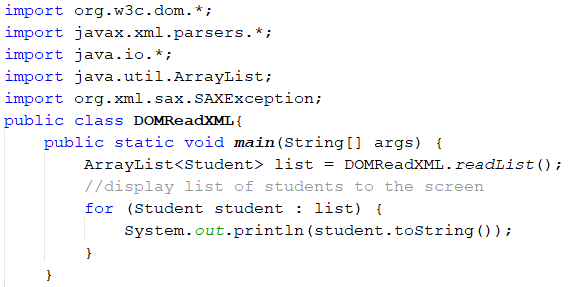 import org.w3c.dom.*;
import javax.xml.parsers.*;
import java.io.*;
import java.util.ArrayList;
import org.xml.sax.SAXException;
public class DOMReadXML{
    public static void main(String[] args) {
        ArrayList<Student> list = DOMReadXML.readList();
        //display list of students to the screen
        for (Student student : list) {
            System.out.println(student.toString());
        }
    }